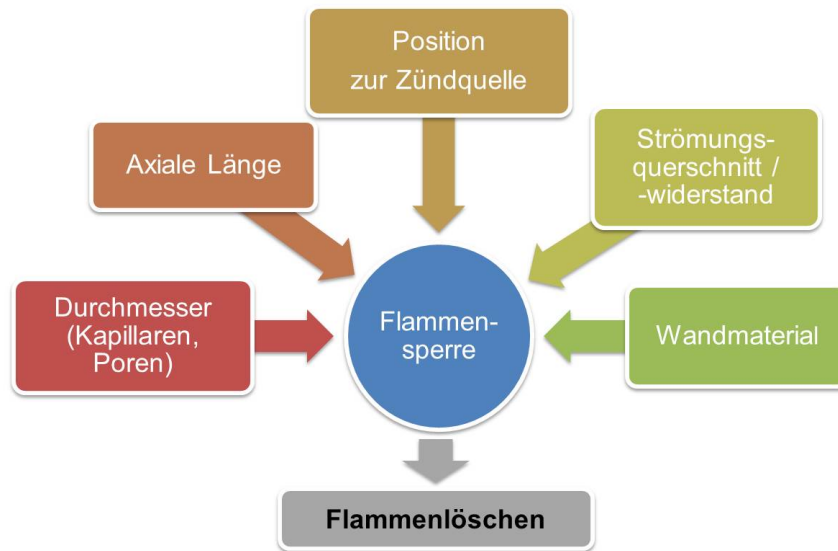 Position
zur Zündquelle
Axiale Länge
Strömungs-
querschnitt /
-widerstand
Durchmesser
(Kapillaren,
Poren)
Flammen-
sperre
Wandmaterial
Flammenlöschen